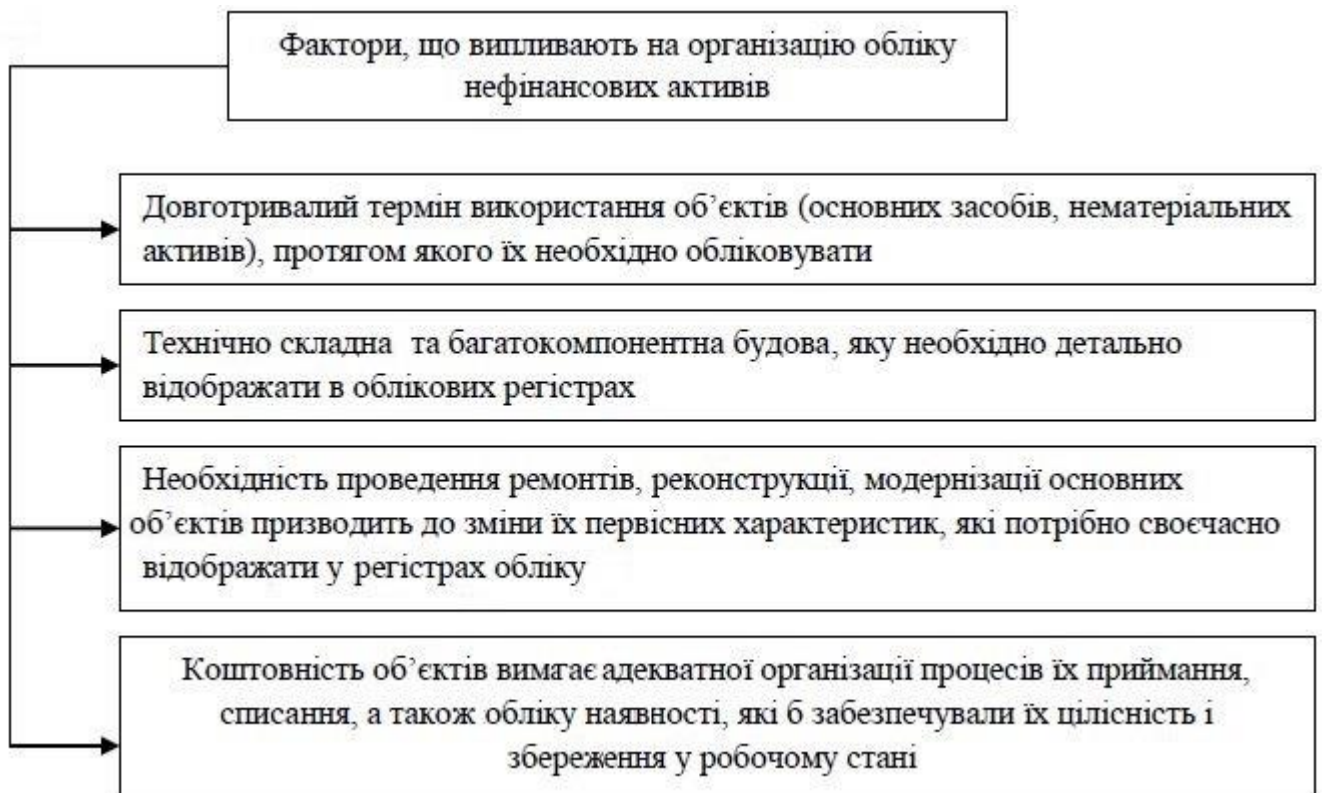 Фактори, що випливають на організацію обліку
нефінансових активів
Довготривалий термін використання об’єктів (основних засобів, нематеріальних
активів), протягом якого їх необхідно обліковувати
Технічно складна та багатокомпонентна будова, яку необхідно детально
відображати в облікових регістрах
Необхідність проведення ремонтів, реконструкції, модернізації основних
об’єктів призводить до зміни їх первісних характеристик, які потрібно своєчасно
відображати у регістрах обліку
Коштовність об’єктів вимагає адекватної організації процесів їх приймання,
списання, а також обліку наявності, які б забезпечували їх цілісність і
збереження у робочому стані